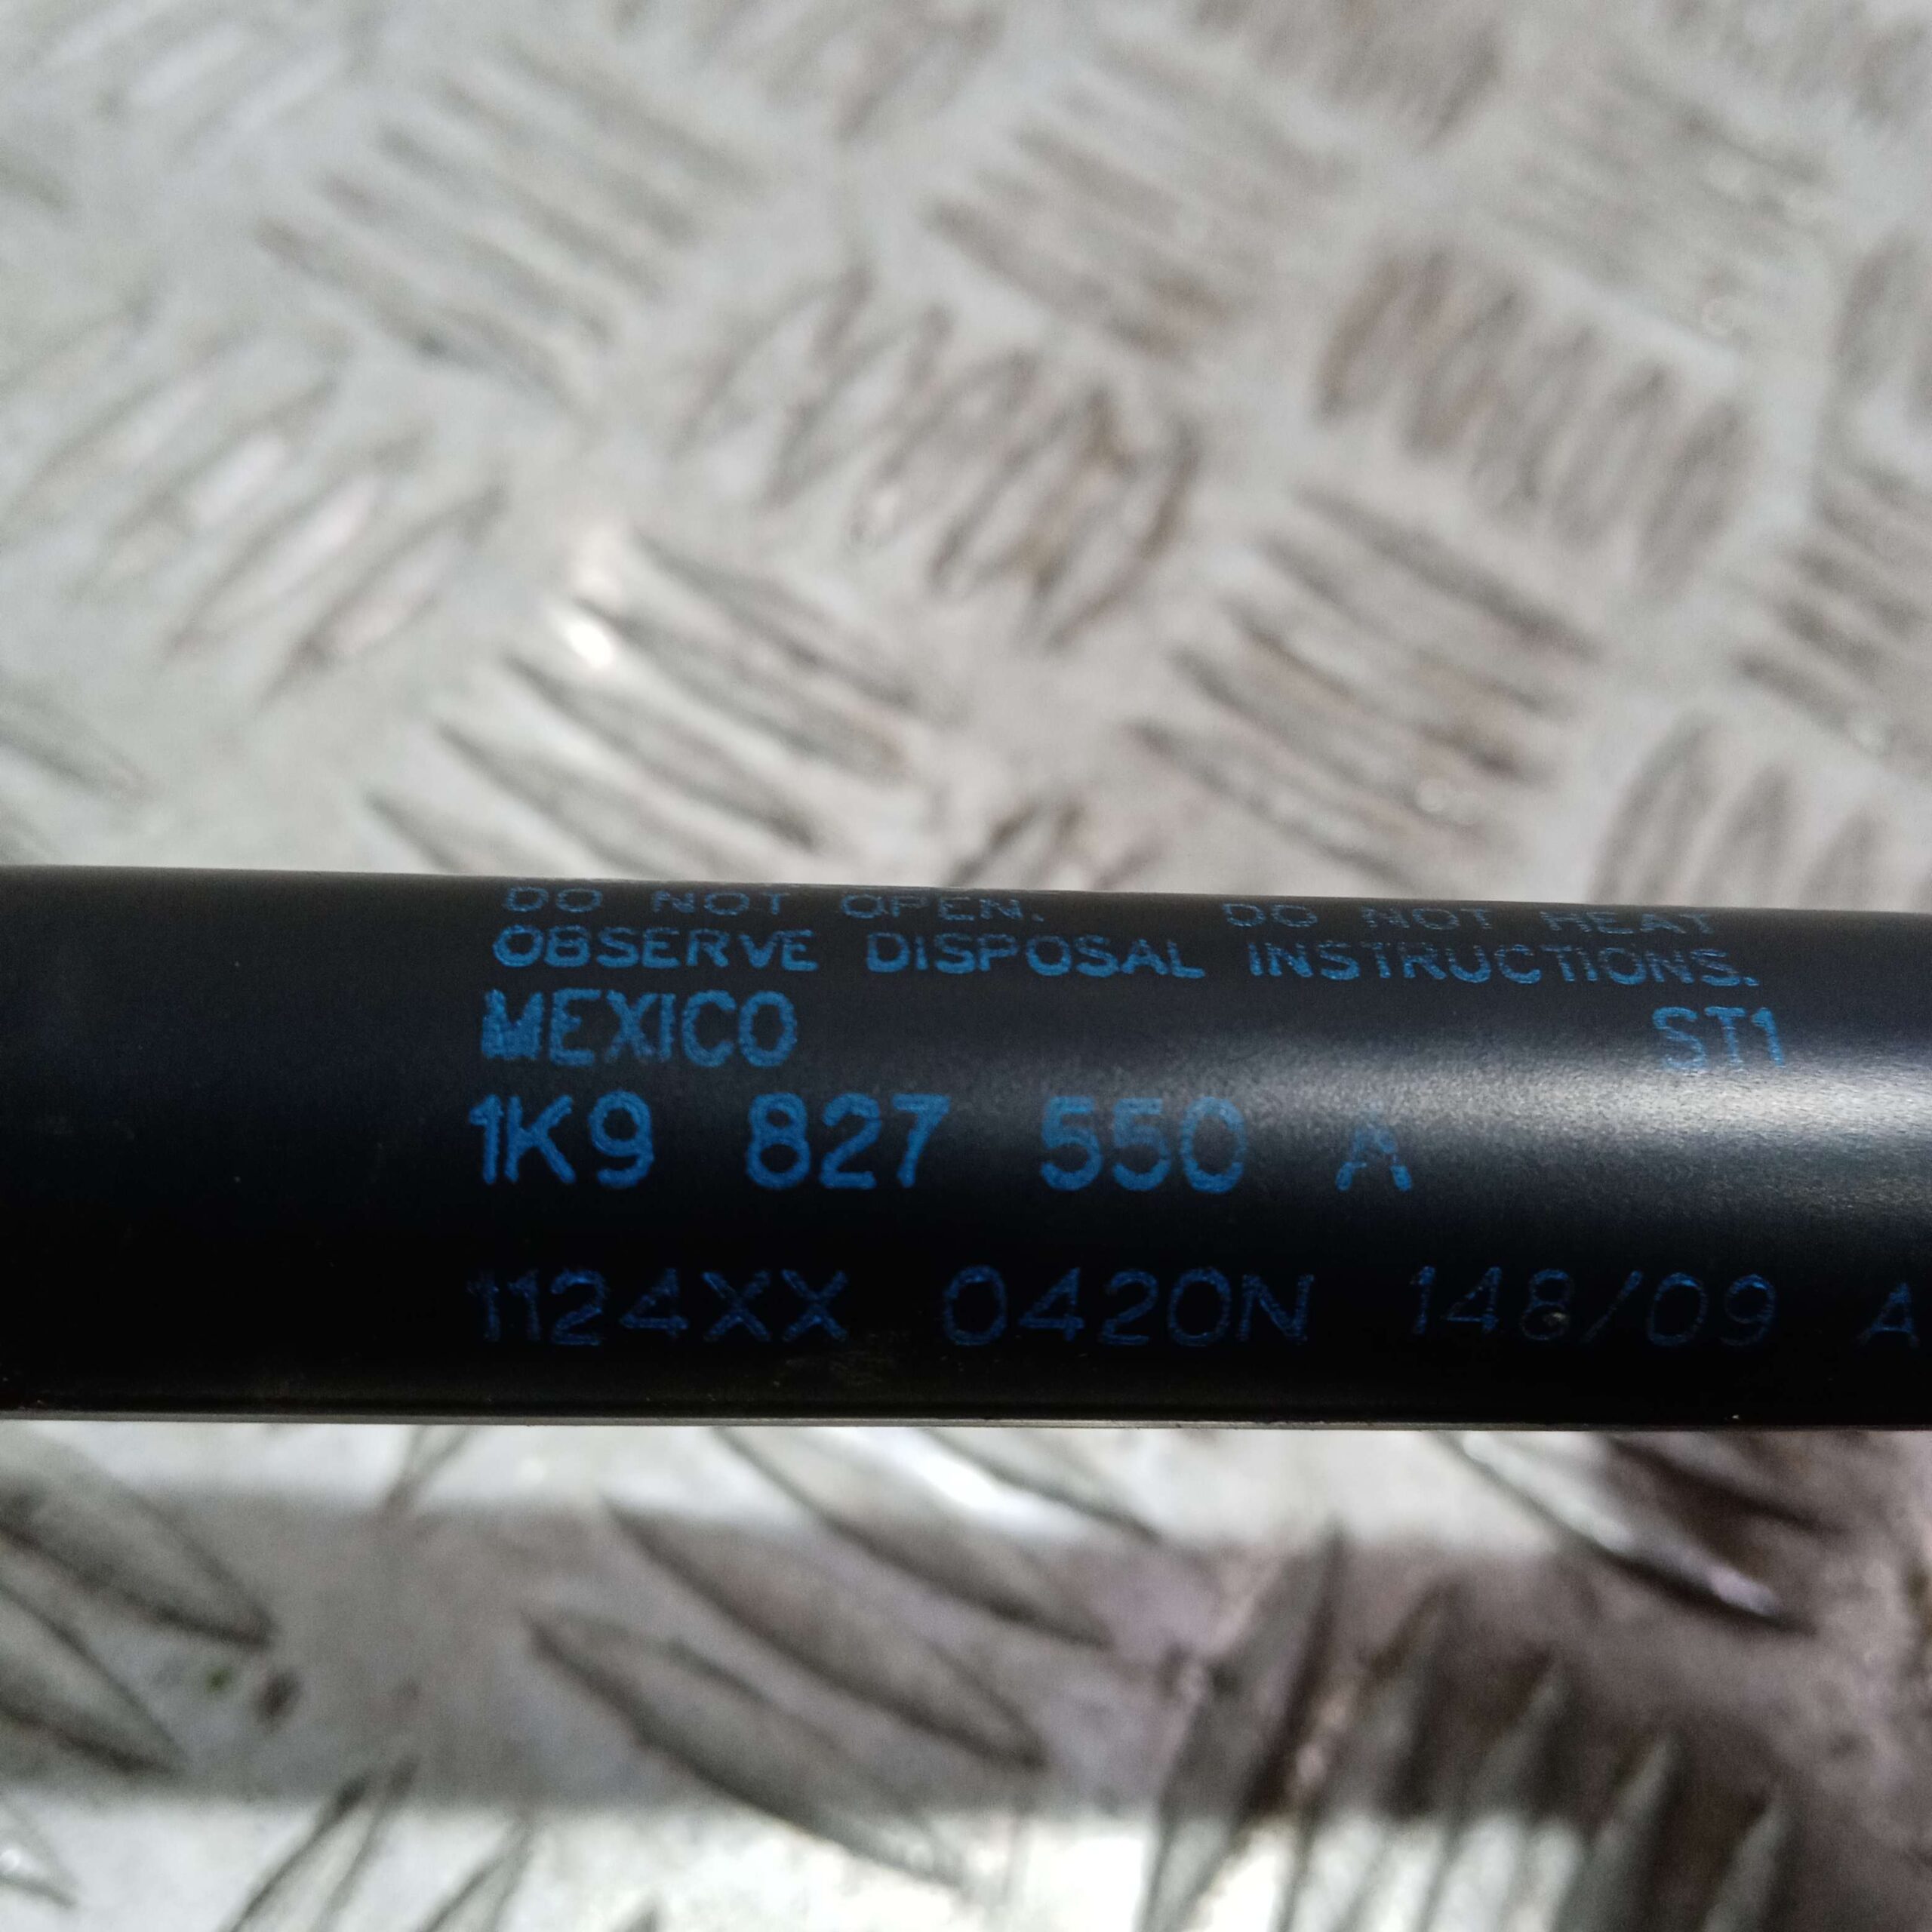 DO NOT OPEN. DO NOT HEAT
OBSERVE DISPOSAL INSTRUCTIONS.
MEXICO ST1
1K9 827 550 A
1124XX 0420N 148/09 A